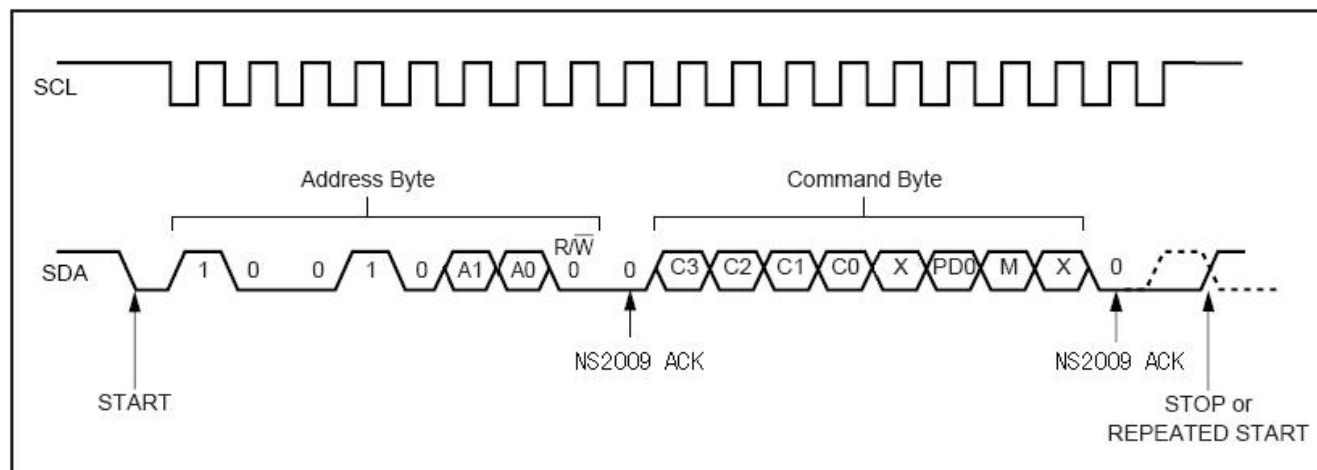 SCL
Address Byte
Command Byte
SDA
1 0 0 1 0 A1 A0 R/W̅ 0 0 C3 C2 C1 C0 X PD0 M X 0
NS2009 ACK
NS2009 ACK
START
STOP or
REPEATED START